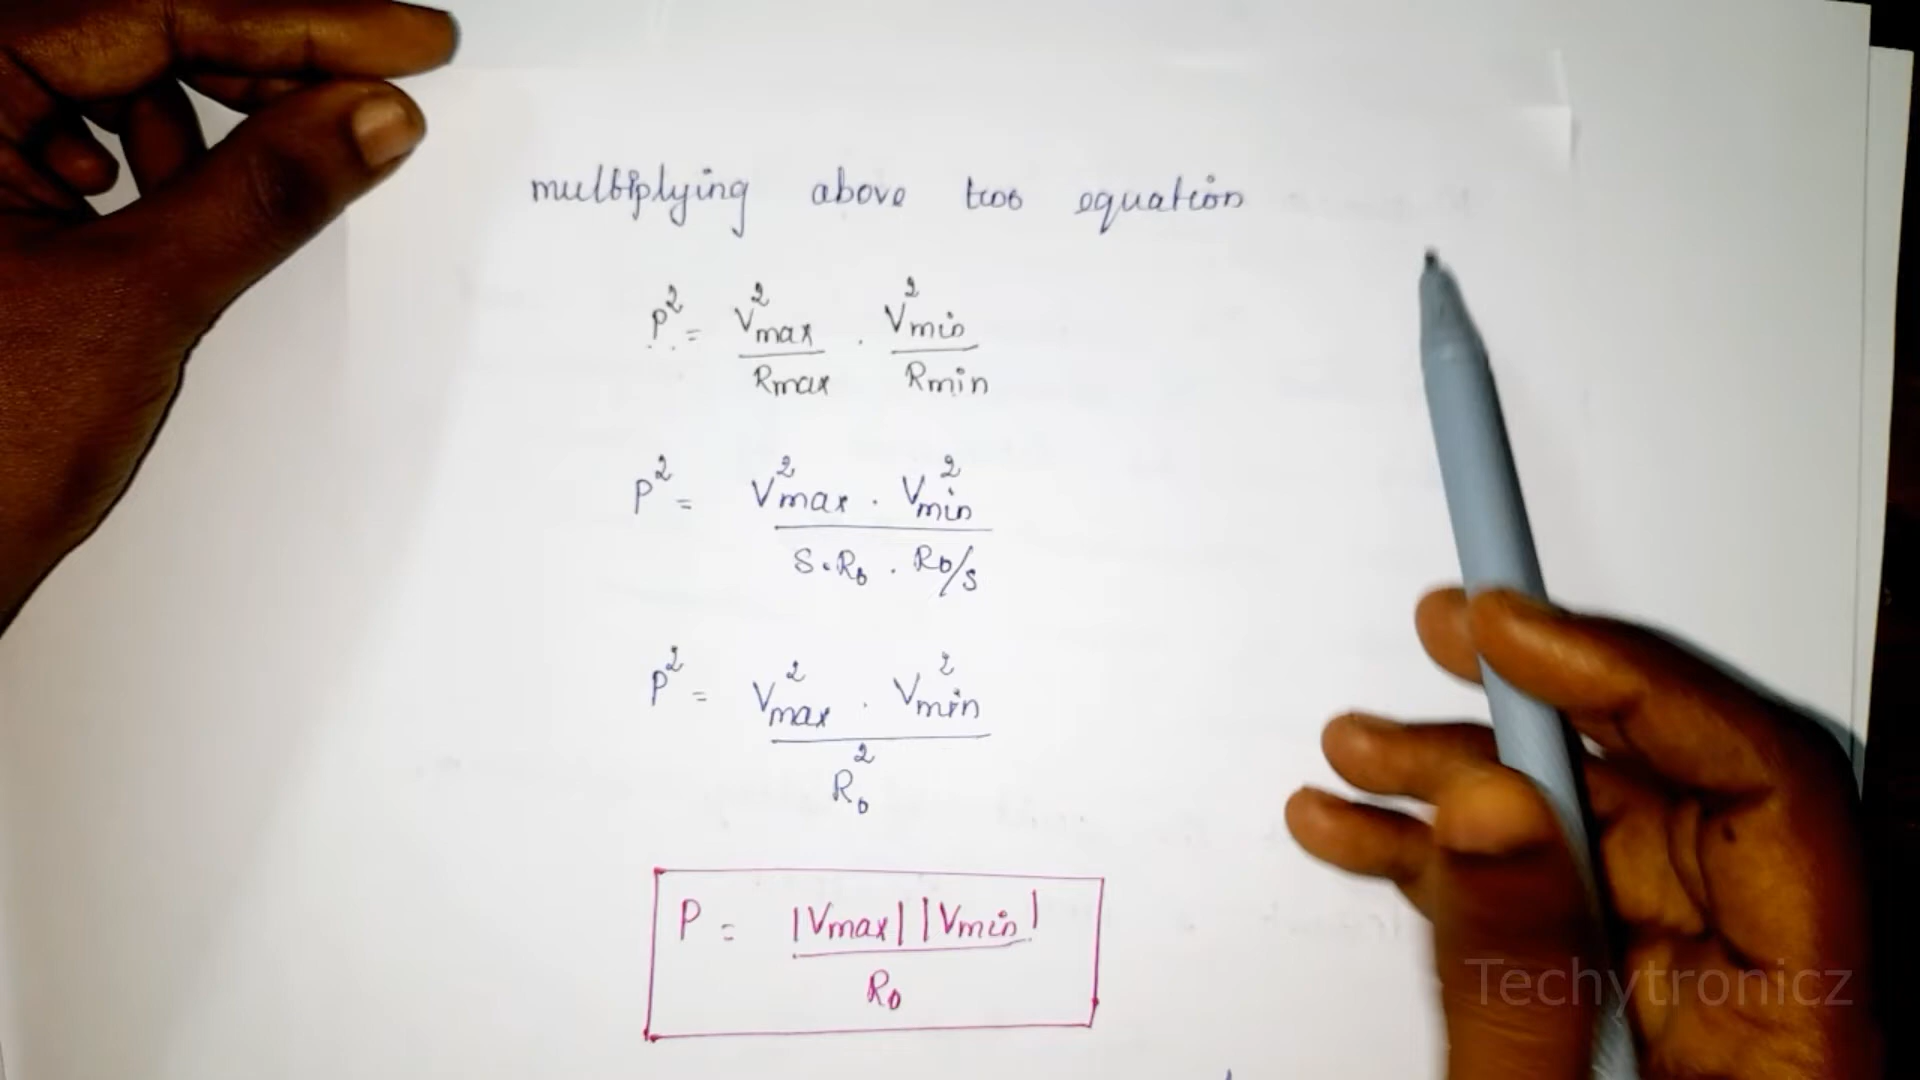 multiplying above two equation
P² = V²max / Rmax . V²min / Rmin
P² = V²max . V²min / S.R₀ . R₀/s
P² = V²max . V²min / R₀²
P = |Vmax| |Vmin| / R₀
Techytronicz